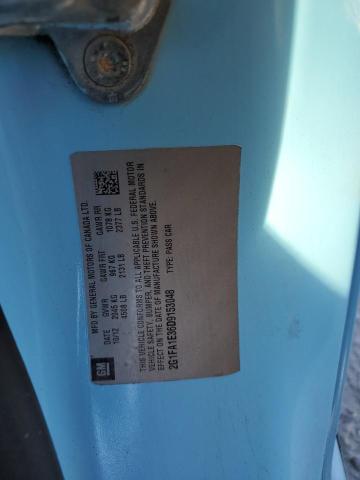 GM
MFD BY GENERAL MOTORS OF CANADA LTD.
DATE GVWR GAWR FRT GAWR RR
10/12 2045 KG 967 KG 1078 KG
4508 LB 2131 LB 2377 LB
THIS VEHICLE CONFORMS TO ALL APPLICABLE U.S. FEDERAL MOTOR
VEHICLE SAFETY, BUMPER, AND THEFT PREVENTION STANDARDS IN
EFFECT ON THE DATE OF MANUFACTURE SHOWN ABOVE.
2G1FA1E36D9153048 TYPE: PASS CAR